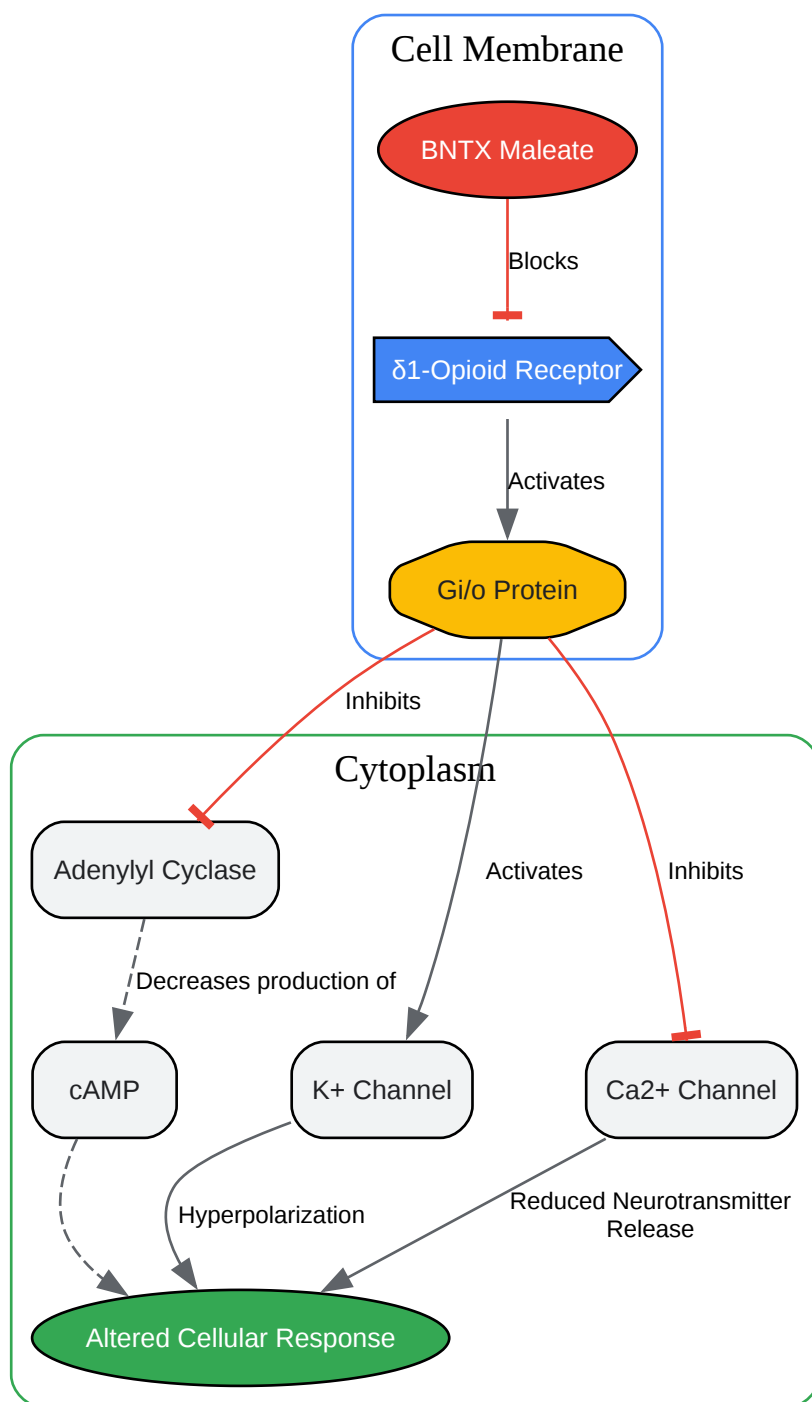 Cell Membrane
BNTX Maleate
Blocks
δ1-Opioid Receptor
Activates
Gi/o Protein
Inhibits
Cytoplasm
Adenylyl Cyclase
Activates
Inhibits
Decreases production of
cAMP
K+ Channel
Ca2+ Channel
Hyperpolarization
Reduced Neurotransmitter
Release
Altered Cellular Response